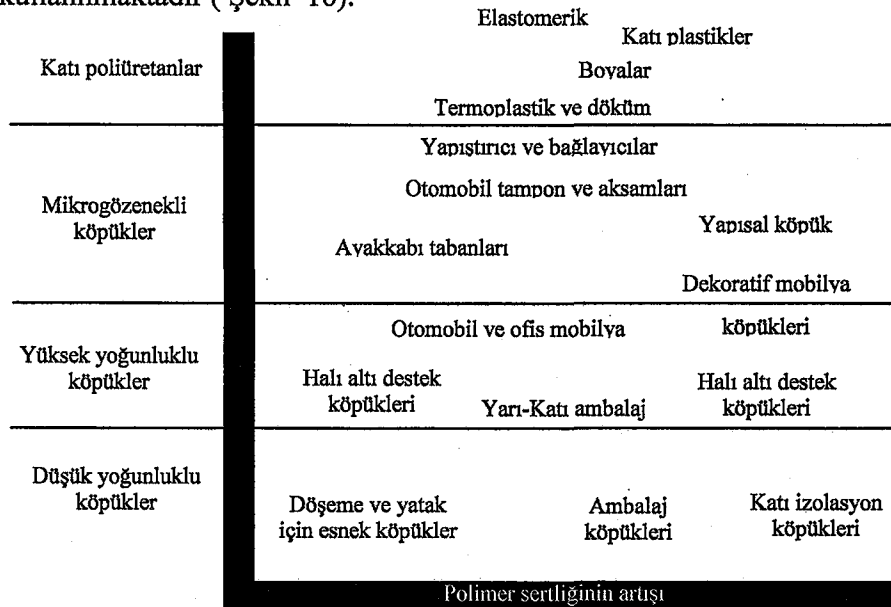 kullanılmaktadır ( Şekil 10).
Elastomerik
Katı plastikler
Katı poliüretanlar
Boyalar
Termoplastik ve döküm
Yapıştırıcı ve bağlayıcılar
Otomobil tampon ve aksamları
Mikrogözenekli
köpükler
Yapısal köpük
Ayakkabı tabanları
Dekoratif mobilya
Otomobil ve ofis mobilya
köpükleri
Yüksek yoğunluklu
köpükler
Halı altı destek
köpükleri
Yarı-Katı ambalaj
Halı altı destek
köpükleri
Düşük yoğunluklu
köpükler
Döşeme ve yatak
için esnek köpükler
Ambalaj
köpükleri
Katı izolasyon
köpükleri
Polimer sertliğinin artışı